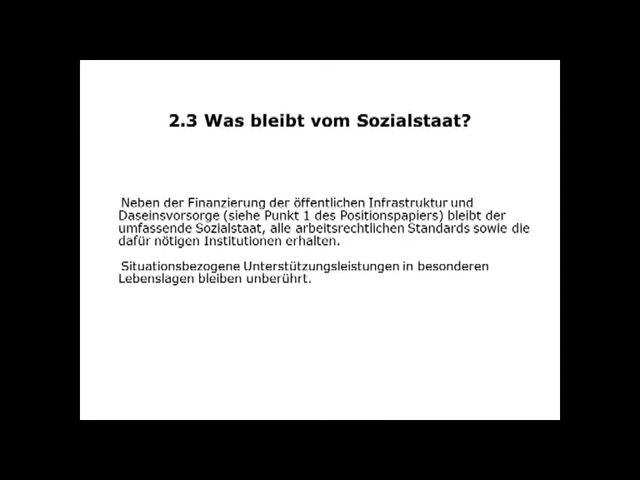 2.3 Was bleibt vom Sozialstaat?
Neben der Finanzierung der öffentlichen Infrastruktur und
Daseinsvorsorge (siehe Punkt 1 des Positionspapiers) bleibt der
umfassende Sozialstaat, alle arbeitsrechtlichen Standards sowie die
dafür nötigen Institutionen erhalten.
Situationsbezogene Unterstützungsleistungen in besonderen
Lebenslagen bleiben unberührt.